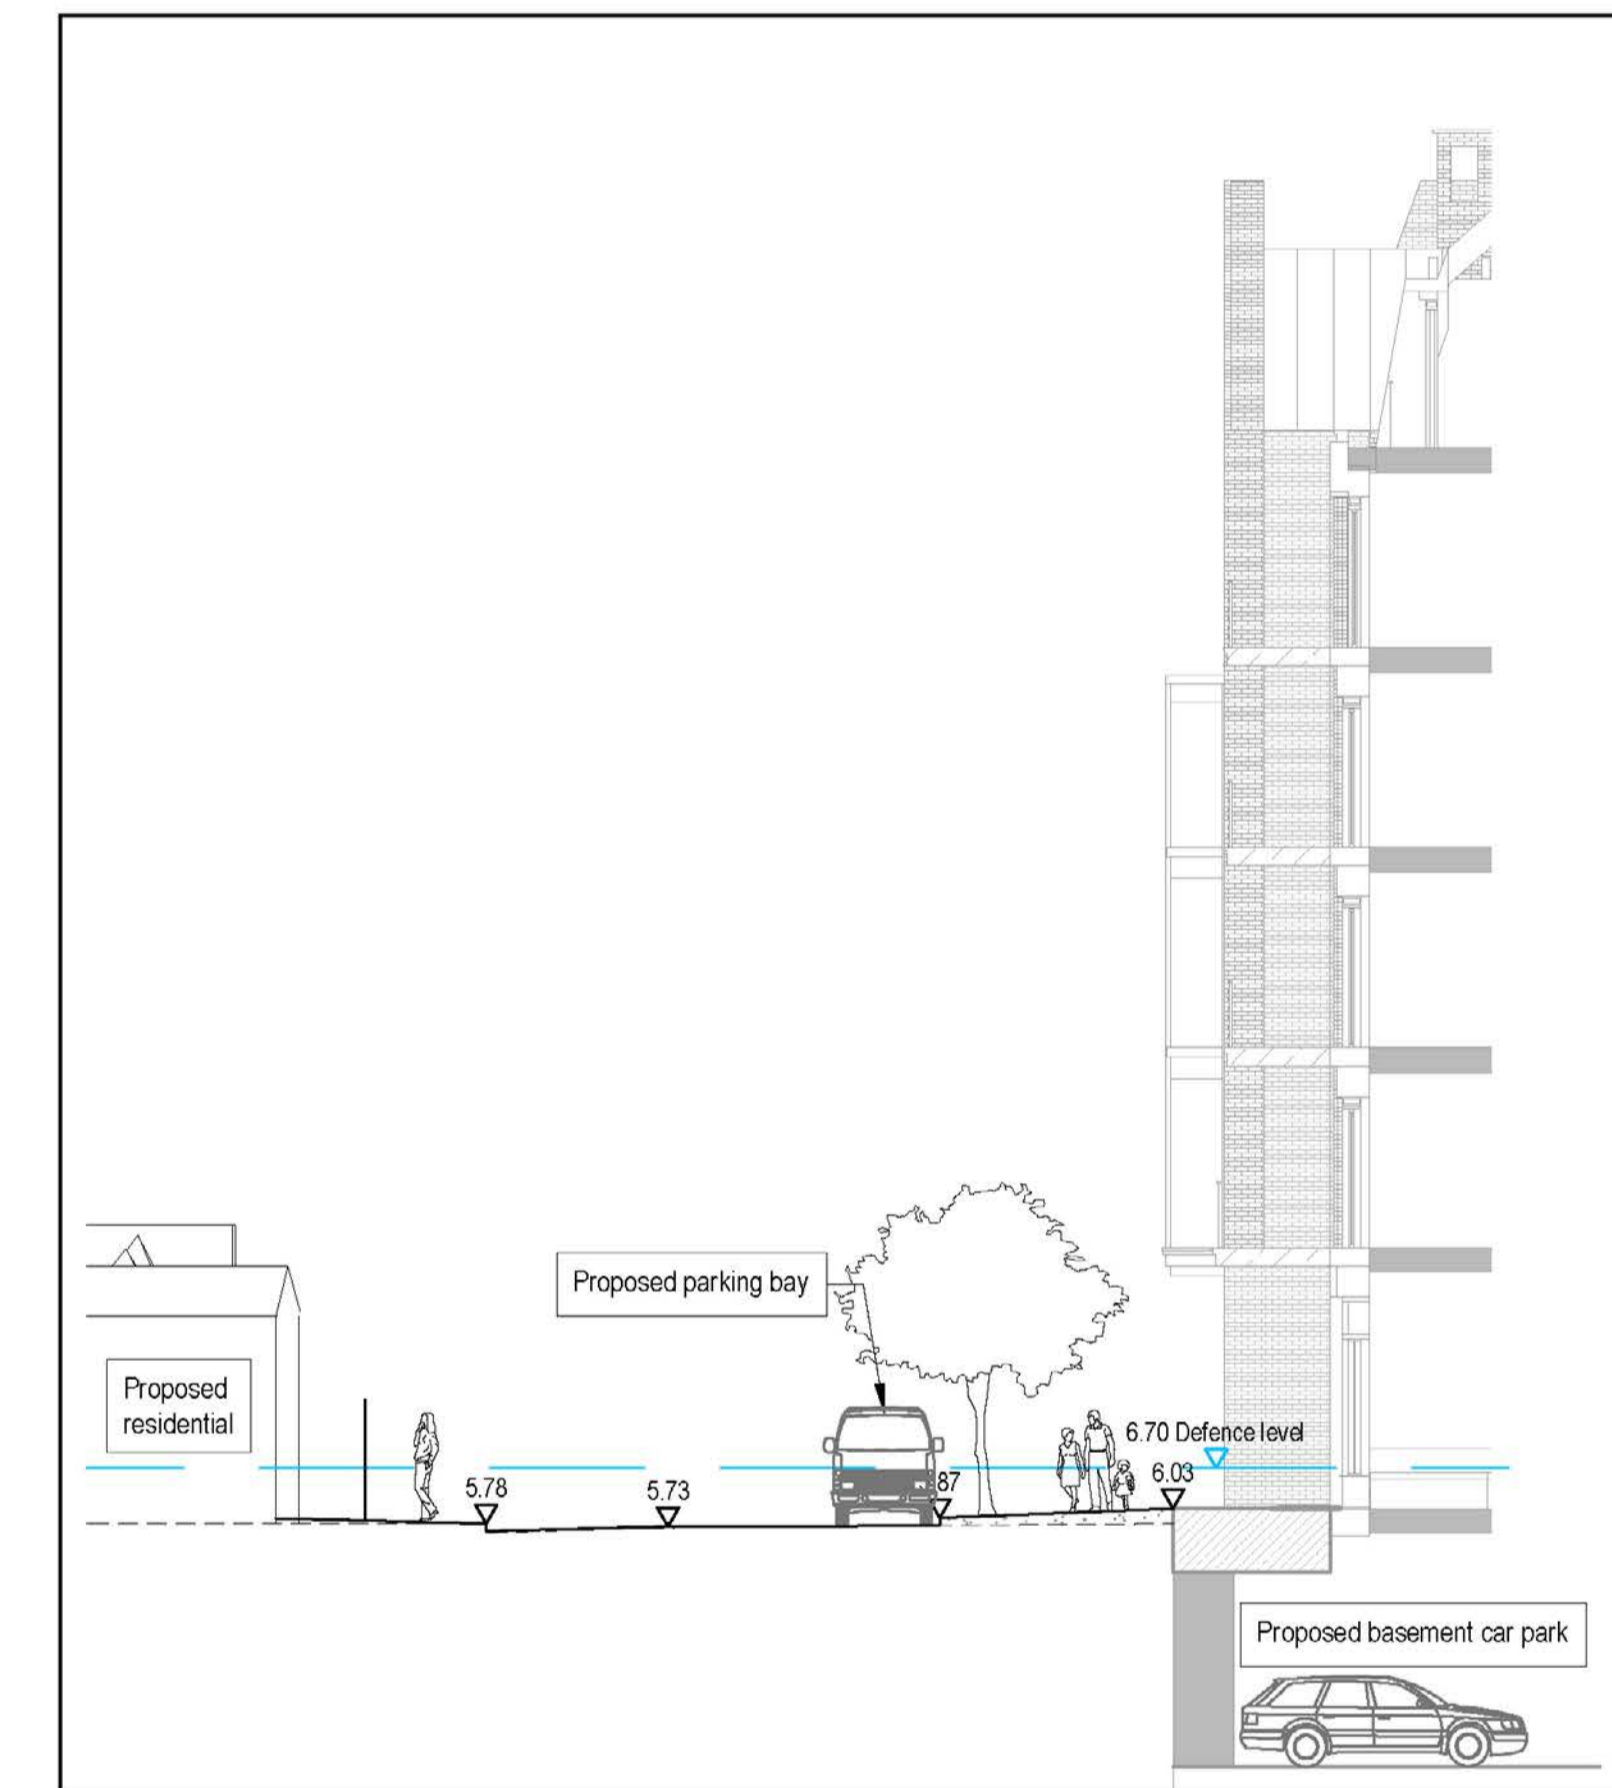 Proposed parking bay
Proposed
residential
6.70 Defence level
5.78
5.73
87
6.03
Proposed basement car park